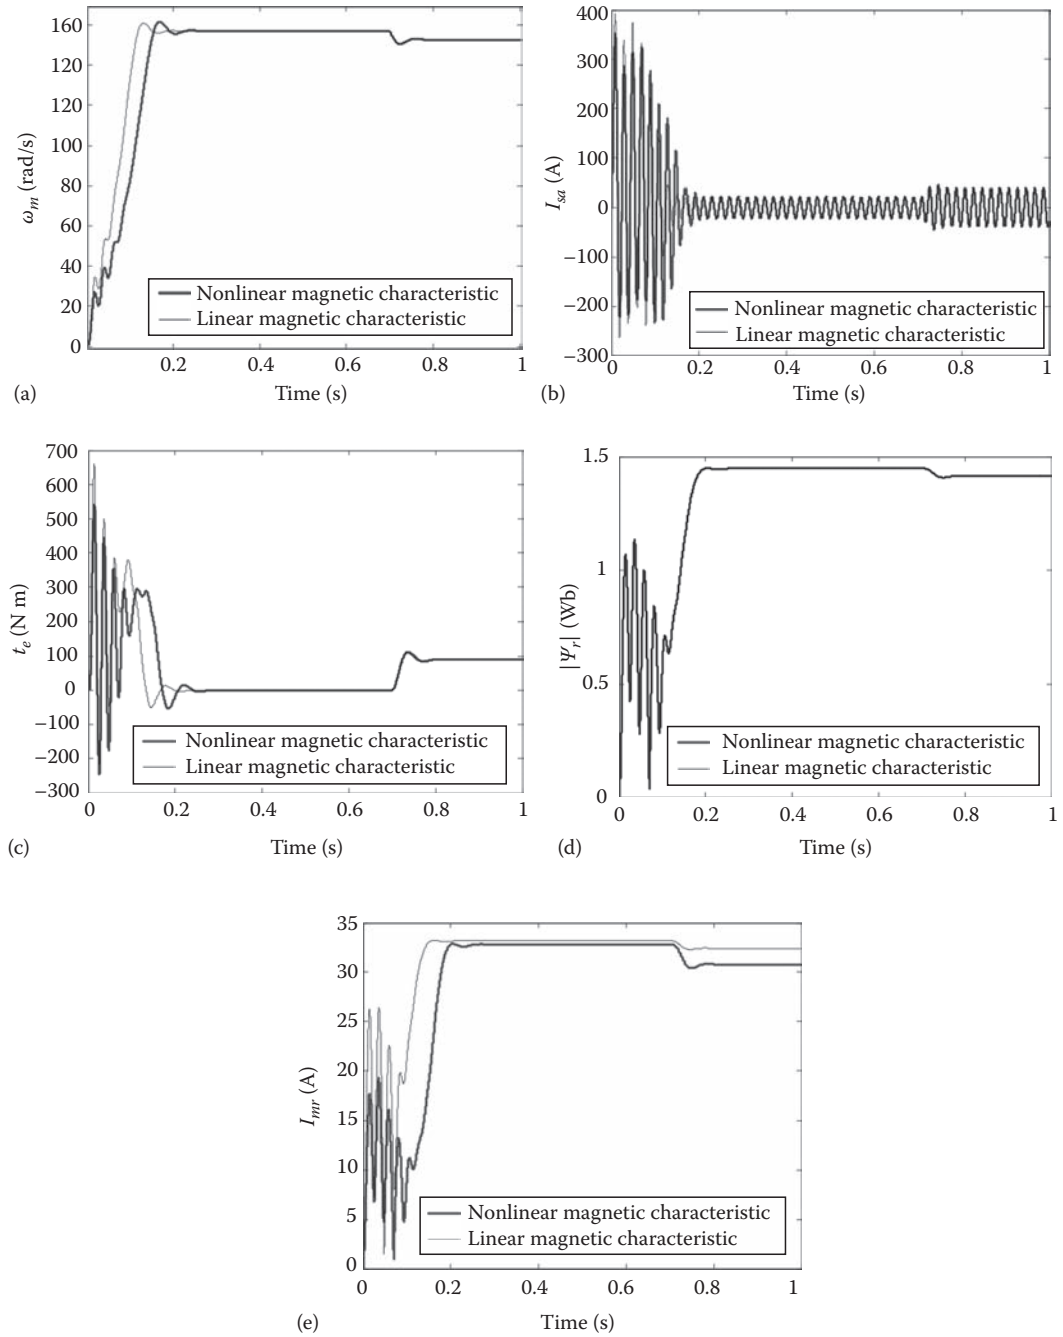 160
140
120
100
80
60
40
20
0
ω_m (rad/s)
Nonlinear magnetic characteristic
Linear magnetic characteristic
0.2 0.4 0.6 0.8 1
(a) Time (s)
400
300
200
100
0
−100
−200
−300
I_sa (A)
Nonlinear magnetic characteristic
Linear magnetic characteristic
0 0.2 0.4 0.6 0.8 1
(b) Time (s)
700
600
500
400
300
200
100
0
−100
−200
−300
t_e (N m)
Nonlinear magnetic characteristic
Linear magnetic characteristic
0 0.2 0.4 0.6 0.8 1
(c) Time (s)
1.5
1
0.5
0
|Ψ_r| (Wb)
Nonlinear magnetic characteristic
Linear magnetic characteristic
0 0.2 0.4 0.6 0.8 1
(d) Time (s)
35
30
25
20
15
10
5
0
I_mr (A)
Nonlinear magnetic characteristic
Linear magnetic characteristic
0 0.2 0.4 0.6 0.8 1
(e) Time (s)